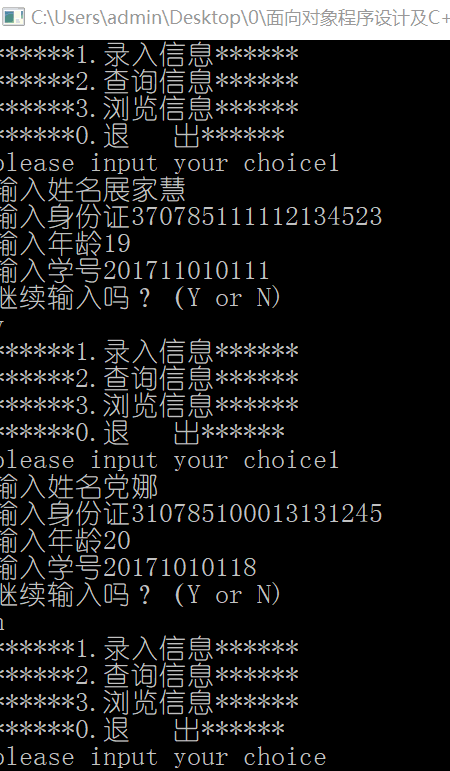 C:\Users\admin\Desktop\0\面向对象程序设计及C+
******1.录入信息******
******2.查询信息******
******3.浏览信息******
******0.退   出******
please input your choice1
输入姓名展家慧
输入身份证370785111112134523
输入年龄19
输入学号201711010111
继续输入吗？（Y or N)
y
******1.录入信息******
******2.查询信息******
******3.浏览信息******
******0.退   出******
please input your choice1
输入姓名党娜
输入身份证310785100013131245
输入年龄20
输入学号20171010118
继续输入吗？（Y or N)
n
******1.录入信息******
******2.查询信息******
******3.浏览信息******
******0.退   出******
please input your choice